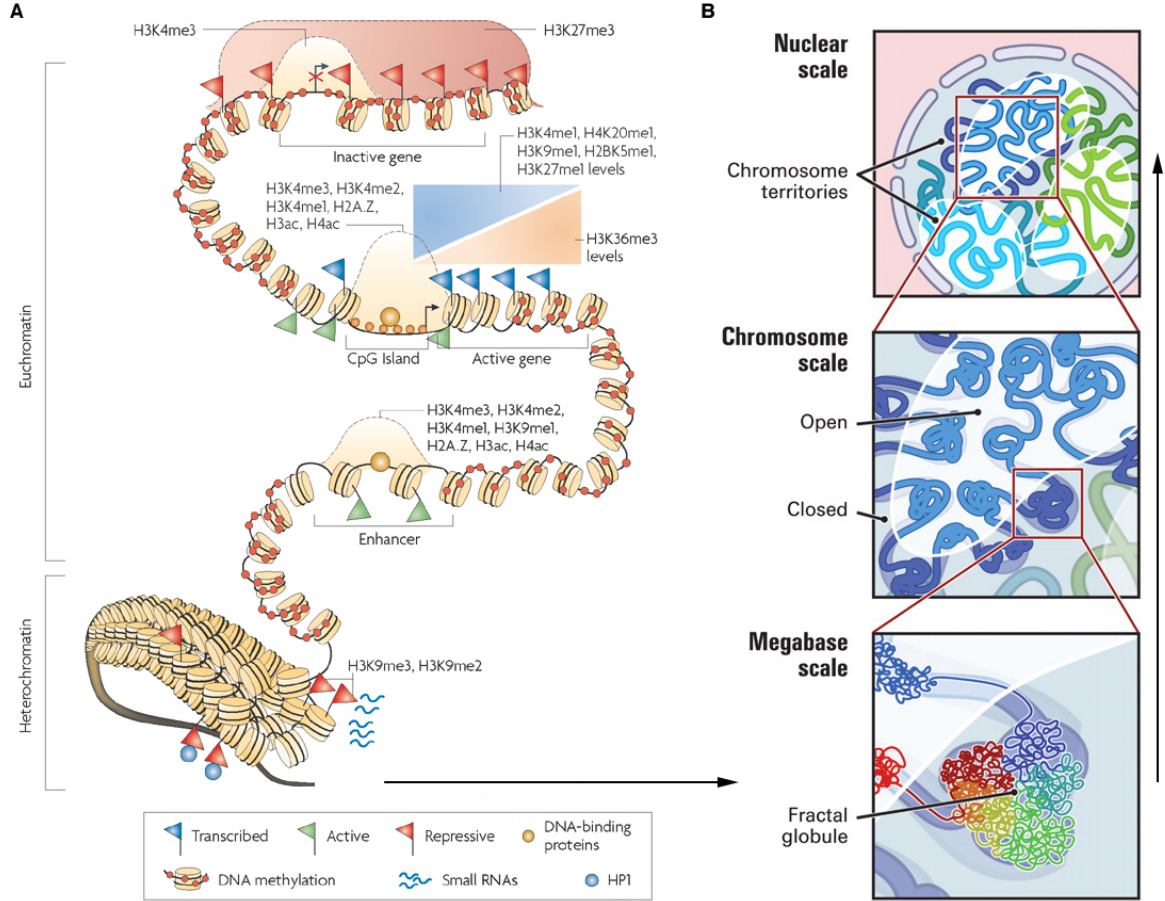 A
H3K4me3
H3K27me3
Inactive gene
H3K4me1, H4K20me1,
H3K9me1, H2BK5me1,
H3K27me1 levels
H3K4me3, H3K4me2,
H3K4me1, H2A.Z,
H3ac, H4ac
H3K36me3
levels
CpG Island
Active gene
Euchromatin
H3K4me3, H3K4me2,
H3K4me1, H3K9me1,
H2A.Z, H3ac, H4ac
Enhancer
Heterochromatin
H3K9me3, H3K9me2
Transcribed
Active
Repressive
DNA-binding
proteins
DNA methylation
Small RNAs
HP1
B
Nuclear
scale
Chromosome
territories
Chromosome
scale
Open
Closed
Megabase
scale
Fractal
globule